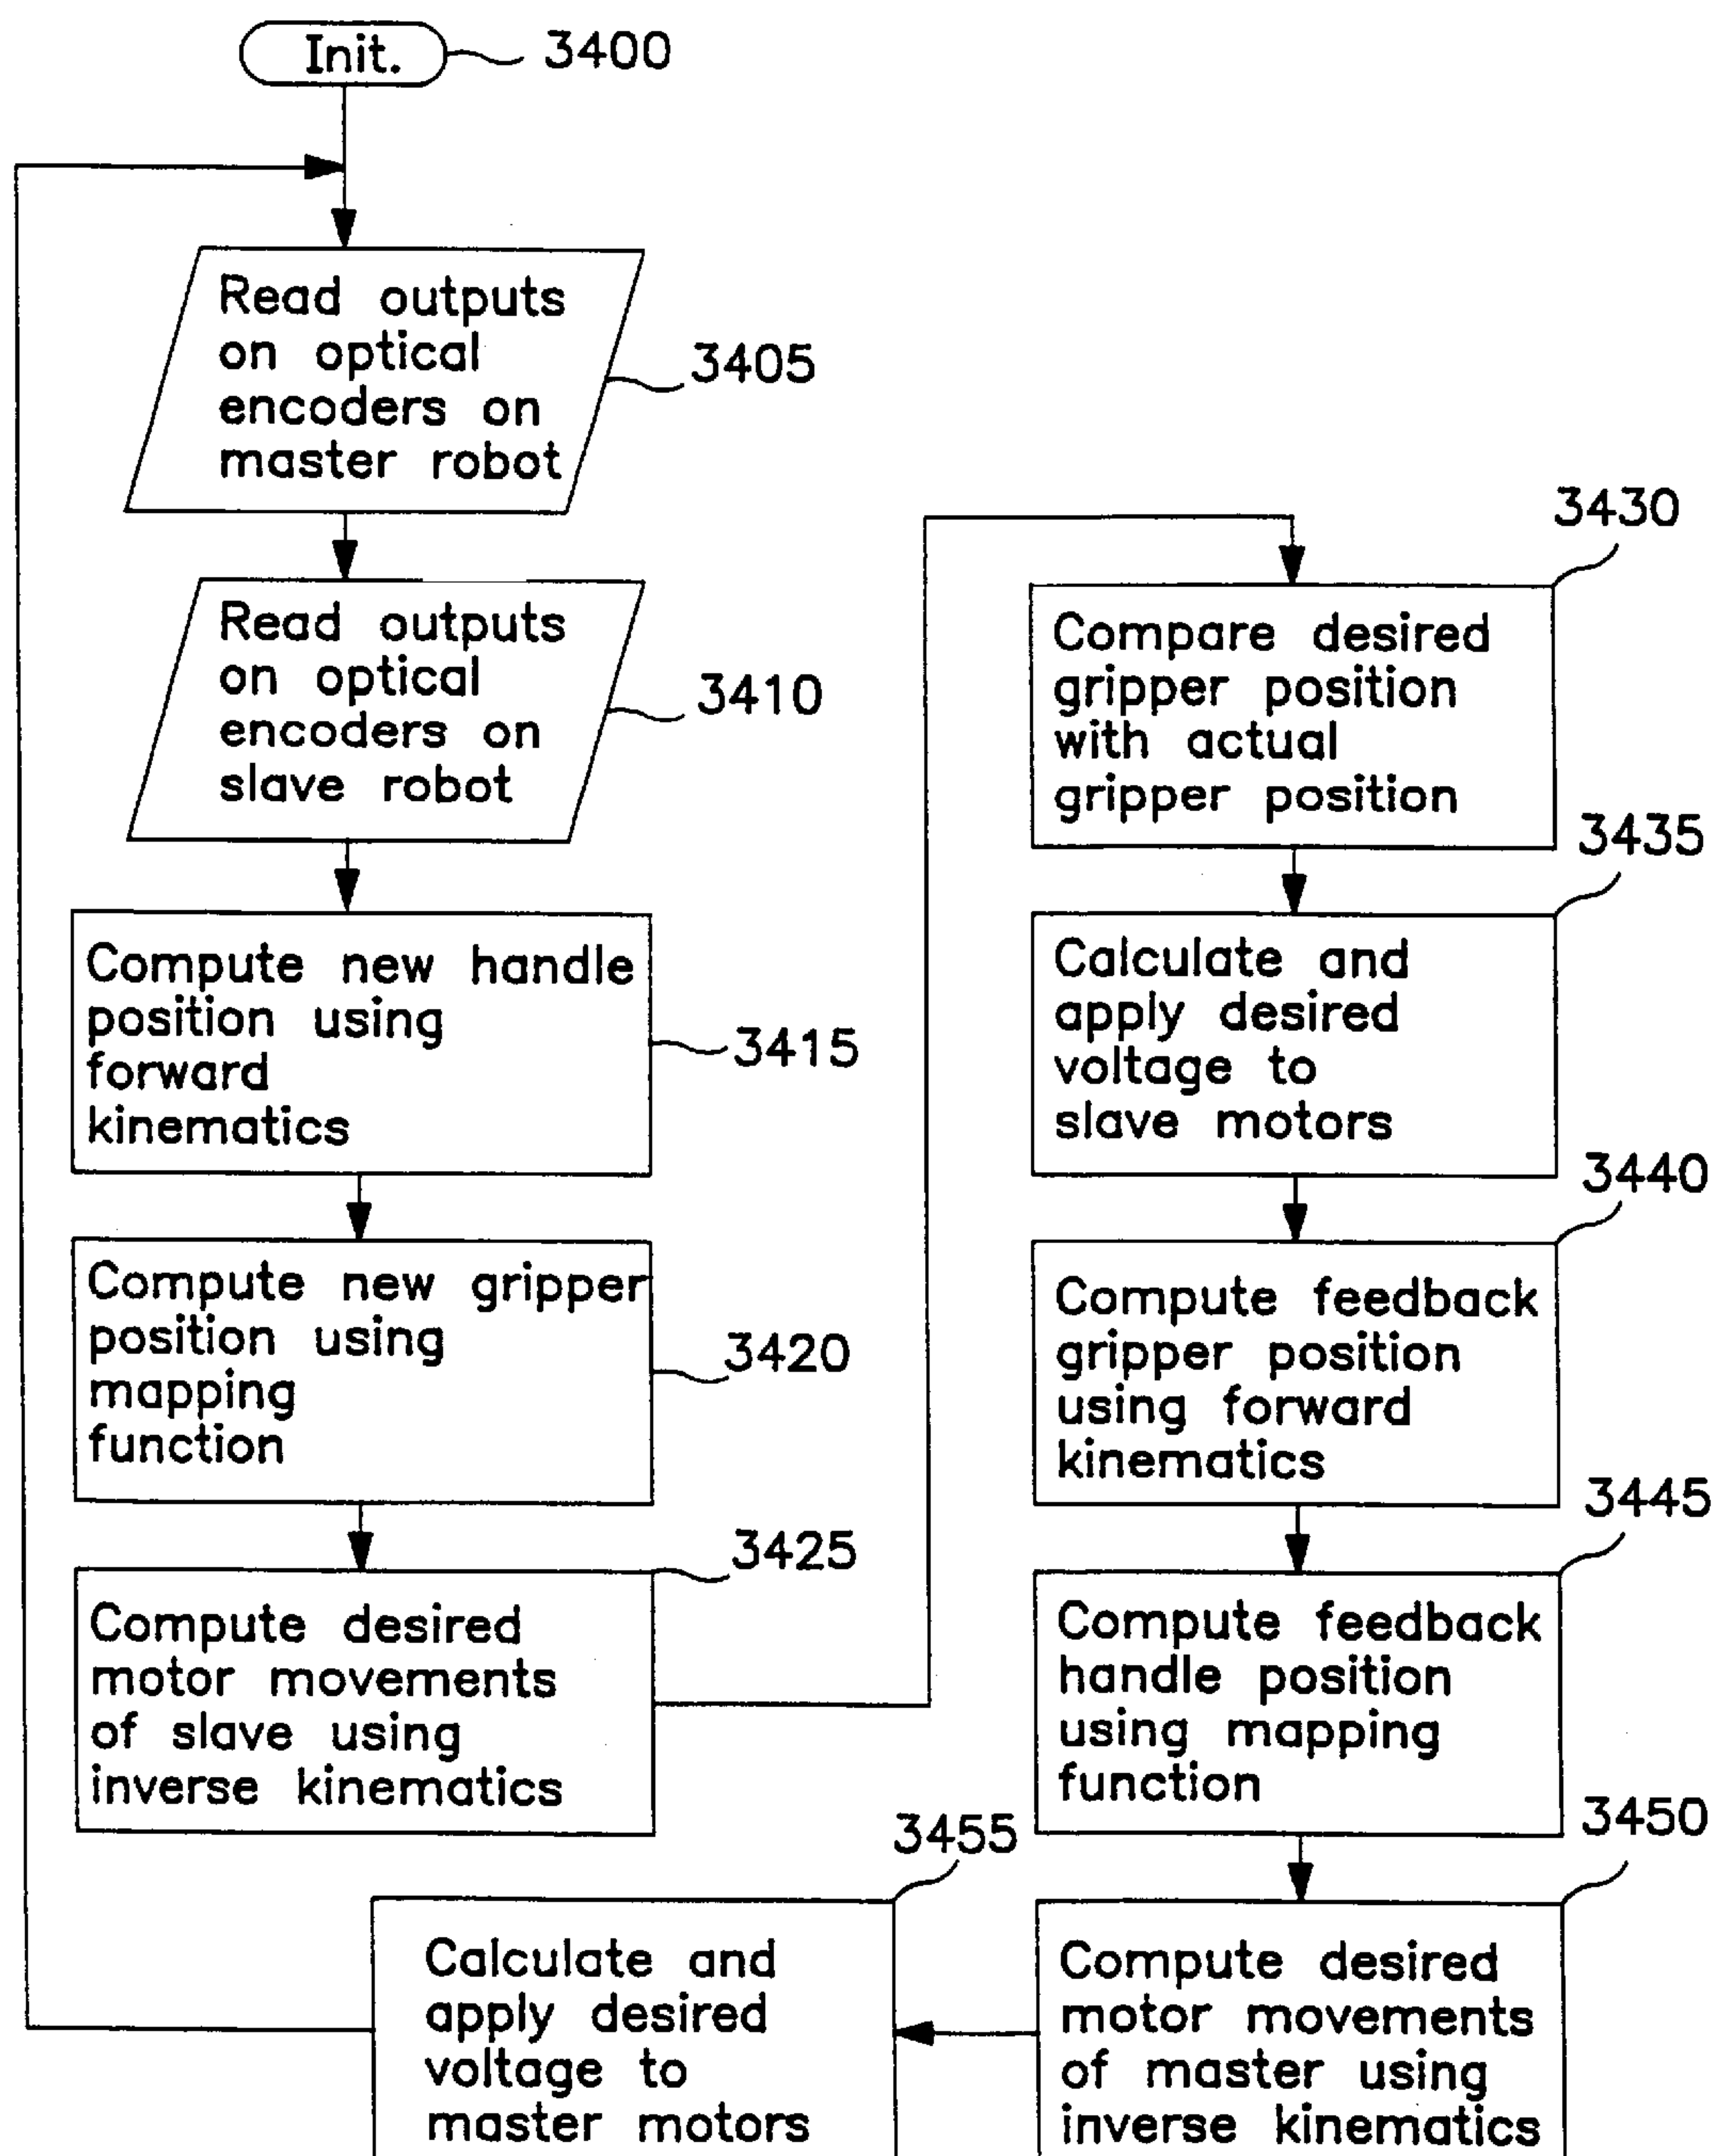 Init.
3400
Read outputs
on optical
encoders on
master robot
3405
Read outputs
on optical
encoders on
slave robot
3410
Compute new handle
position using
forward
kinematics
3415
Compute new gripper
position using
mapping
function
3420
Compute desired
motor movements
of slave using
inverse kinematics
3425
3430
Compare desired
gripper position
with actual
gripper position
3435
Calculate and
apply desired
voltage to
slave motors
3440
Compute feedback
gripper position
using forward
kinematics
3445
Compute feedback
handle position
using mapping
function
3450
Compute desired
motor movements
of master using
inverse kinematics
3455
Calculate and
apply desired
voltage to
master motors